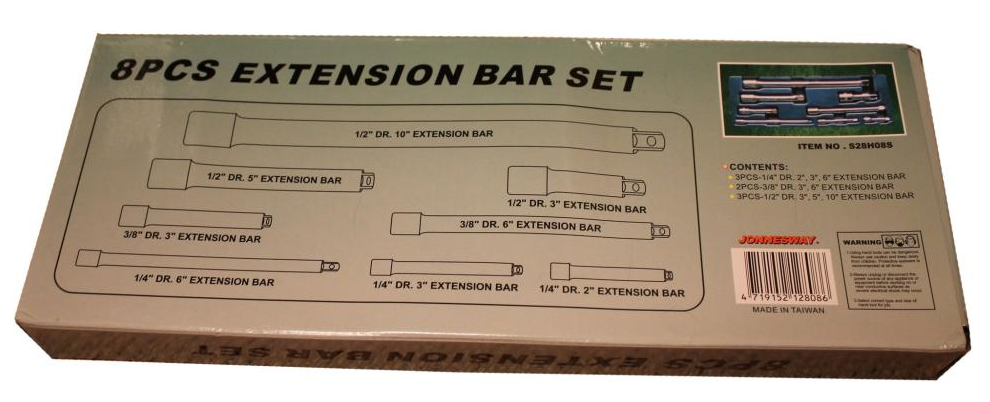 8PCS EXTENSION BAR SET
1/2" DR. 10" EXTENSION BAR
1/2" DR. 5" EXTENSION BAR
1/2" DR. 3" EXTENSION BAR
3/8" DR. 3" EXTENSION BAR
3/8" DR. 6" EXTENSION BAR
1/4" DR. 6" EXTENSION BAR
1/4" DR. 3" EXTENSION BAR
1/4" DR. 2" EXTENSION BAR
ITEM NO. S28H08S
CONTENTS:
3PCS-1/4" DR. 2", 3", 6" EXTENSION BAR
2PCS-3/8" DR. 3", 6" EXTENSION BAR
3PCS-1/2" DR. 3", 5", 10" EXTENSION BAR
JONNESWAY
4 719152 128086
MADE IN TAIWAN
WARNING
8PCS EXTENSION BAR SET